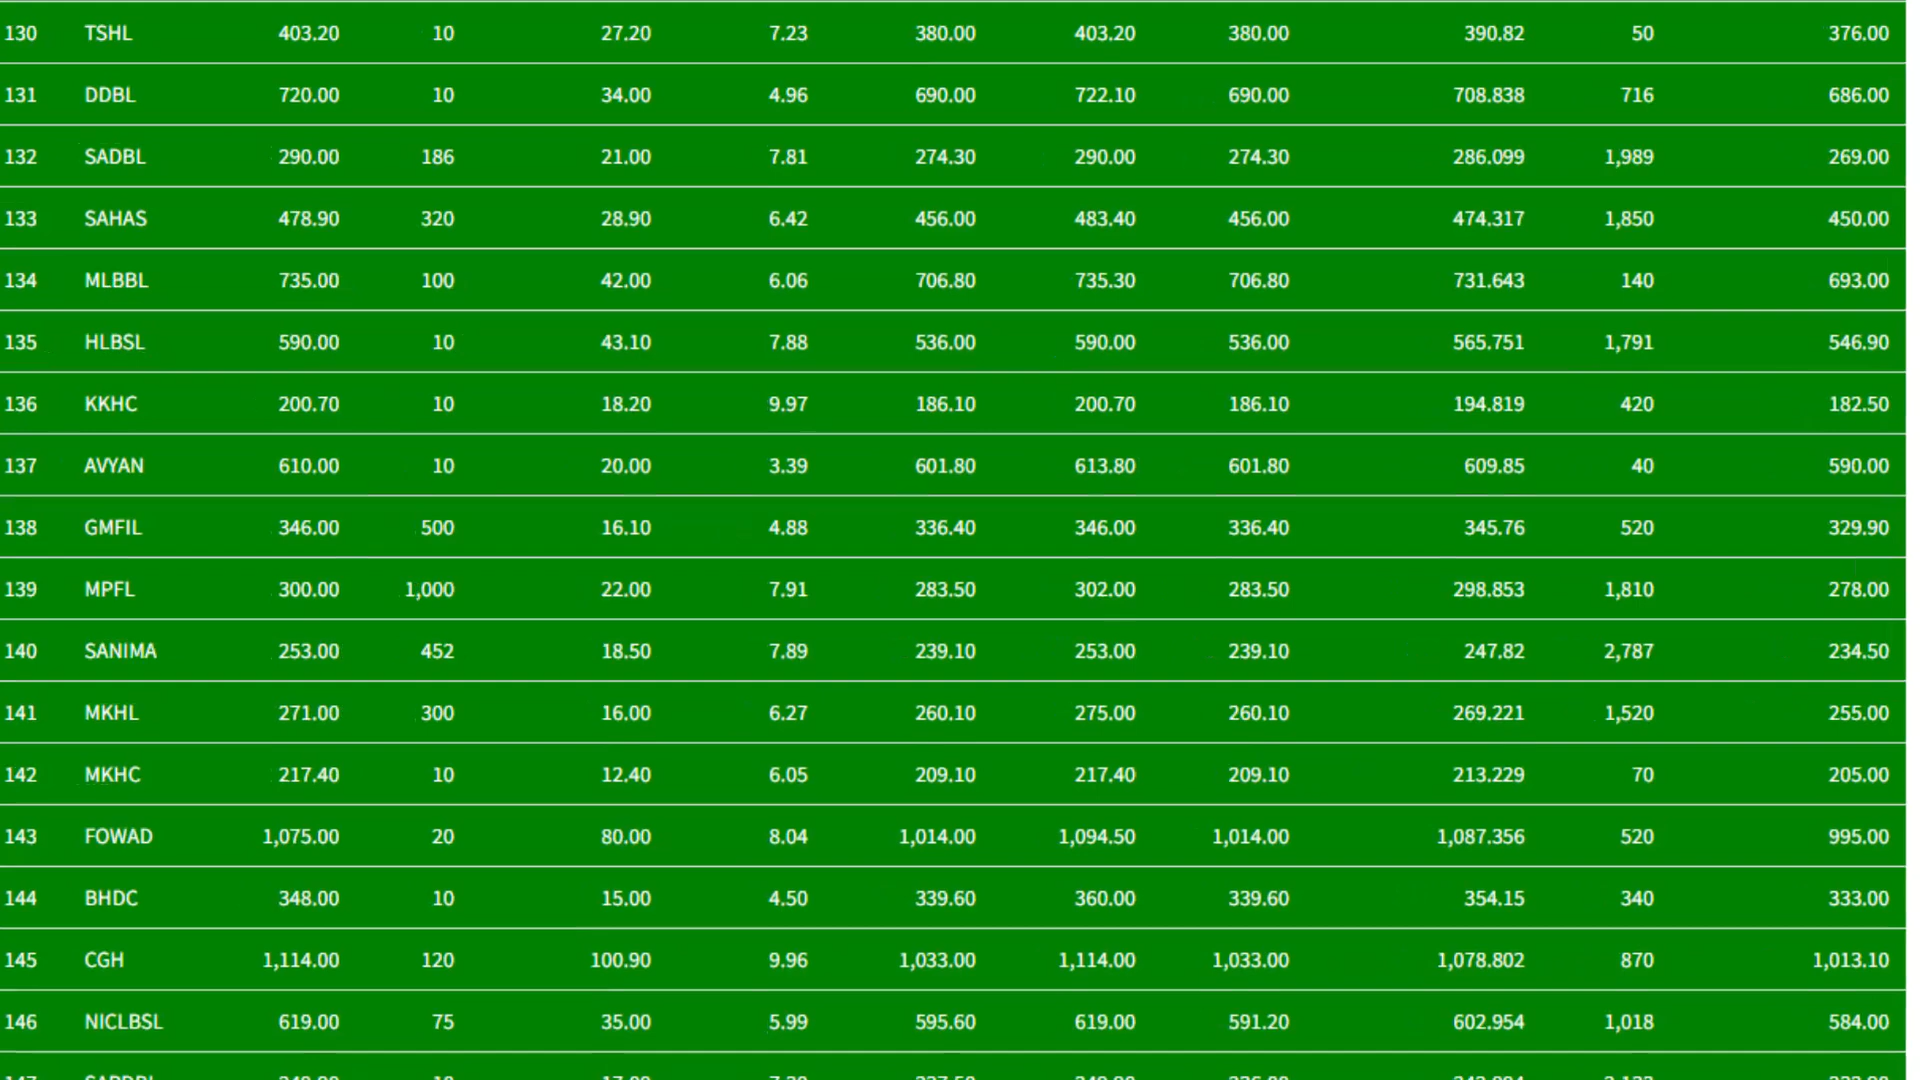 130 TSHL 403.20 10 27.20 7.23 380.00 403.20 380.00 390.82 50 376.00
131 DDBL 720.00 10 34.00 4.96 690.00 722.10 690.00 708.838 716 686.00
132 SADBL 290.00 186 21.00 7.81 274.30 290.00 274.30 286.099 1,989 269.00
133 SAHAS 478.90 320 28.90 6.42 456.00 483.40 456.00 474.317 1,850 450.00
134 MLBBL 735.00 100 42.00 6.06 706.80 735.30 706.80 731.643 140 693.00
135 HLBSL 590.00 10 43.10 7.88 536.00 590.00 536.00 565.751 1,791 546.90
136 KKHC 200.70 10 18.20 9.97 186.10 200.70 186.10 194.819 420 182.50
137 AVYAN 610.00 10 20.00 3.39 601.80 613.80 601.80 609.85 40 590.00
138 GMFIL 346.00 500 16.10 4.88 336.40 346.00 336.40 345.76 520 329.90
139 MPFL 300.00 1,000 22.00 7.91 283.50 302.00 283.50 298.853 1,810 278.00
140 SANIMA 253.00 452 18.50 7.89 239.10 253.00 239.10 247.82 2,787 234.50
141 MKHL 271.00 300 16.00 6.27 260.10 275.00 260.10 269.221 1,520 255.00
142 MKHC 217.40 10 12.40 6.05 209.10 217.40 209.10 213.229 70 205.00
143 FOWAD 1,075.00 20 80.00 8.04 1,014.00 1,094.50 1,014.00 1,087.356 520 995.00
144 BHDC 348.00 10 15.00 4.50 339.60 360.00 339.60 354.15 340 333.00
145 CGH 1,114.00 120 100.90 9.96 1,033.00 1,114.00 1,033.00 1,078.802 870 1,013.10
146 NICLBSL 619.00 75 35.00 5.99 595.60 619.00 591.20 602.954 1,018 584.00